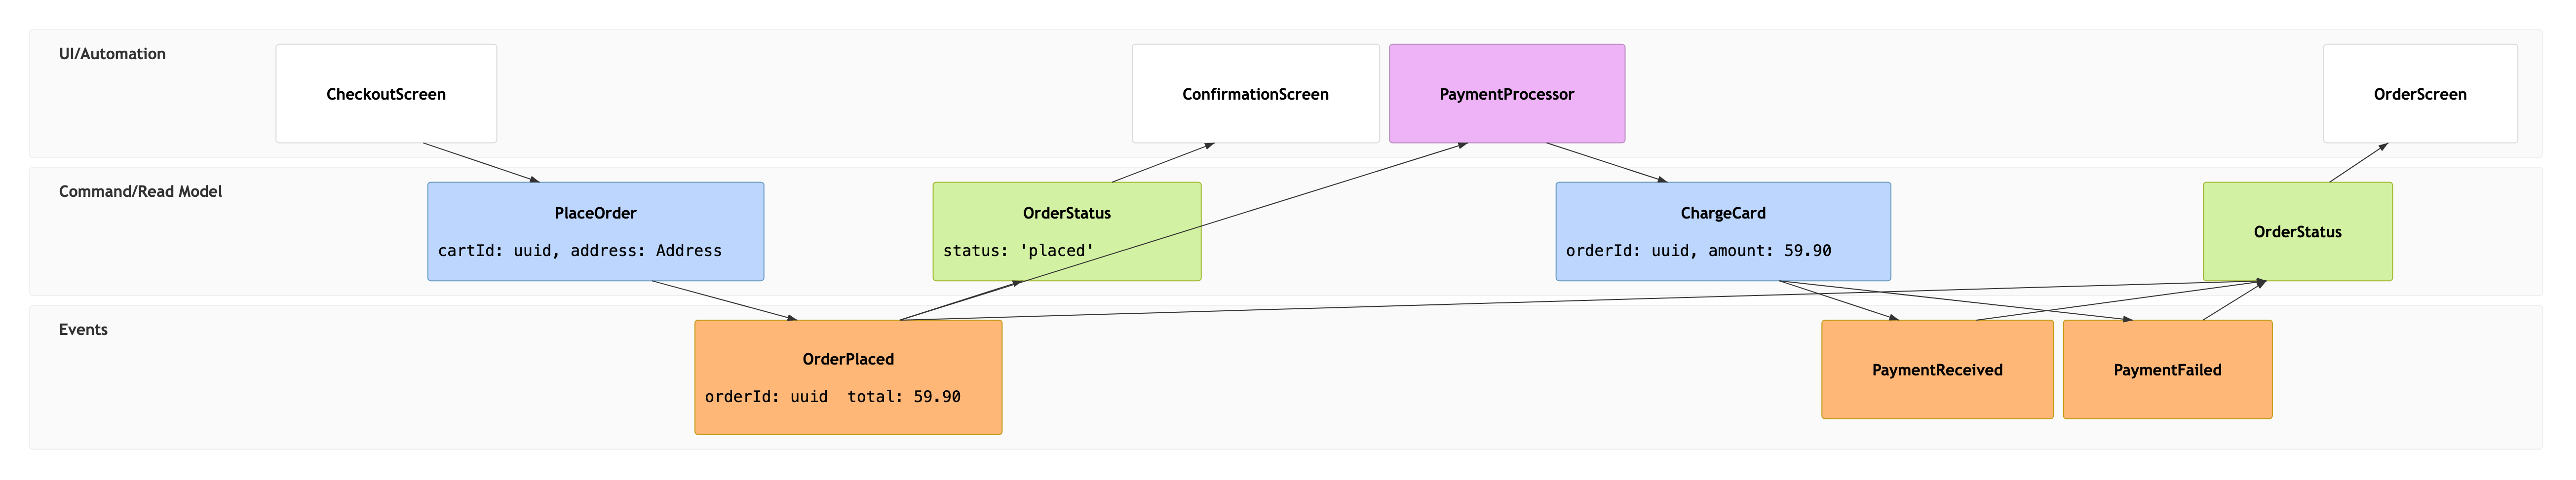 UI/Automation
CheckoutScreen
ConfirmationScreen
PaymentProcessor
OrderScreen
Command/Read Model
PlaceOrder
cartId: uuid, address: Address
OrderStatus
status: 'placed'
ChargeCard
orderId: uuid, amount: 59.90
OrderStatus
Events
OrderPlaced
orderId: uuid  total: 59.90
PaymentReceived
PaymentFailed